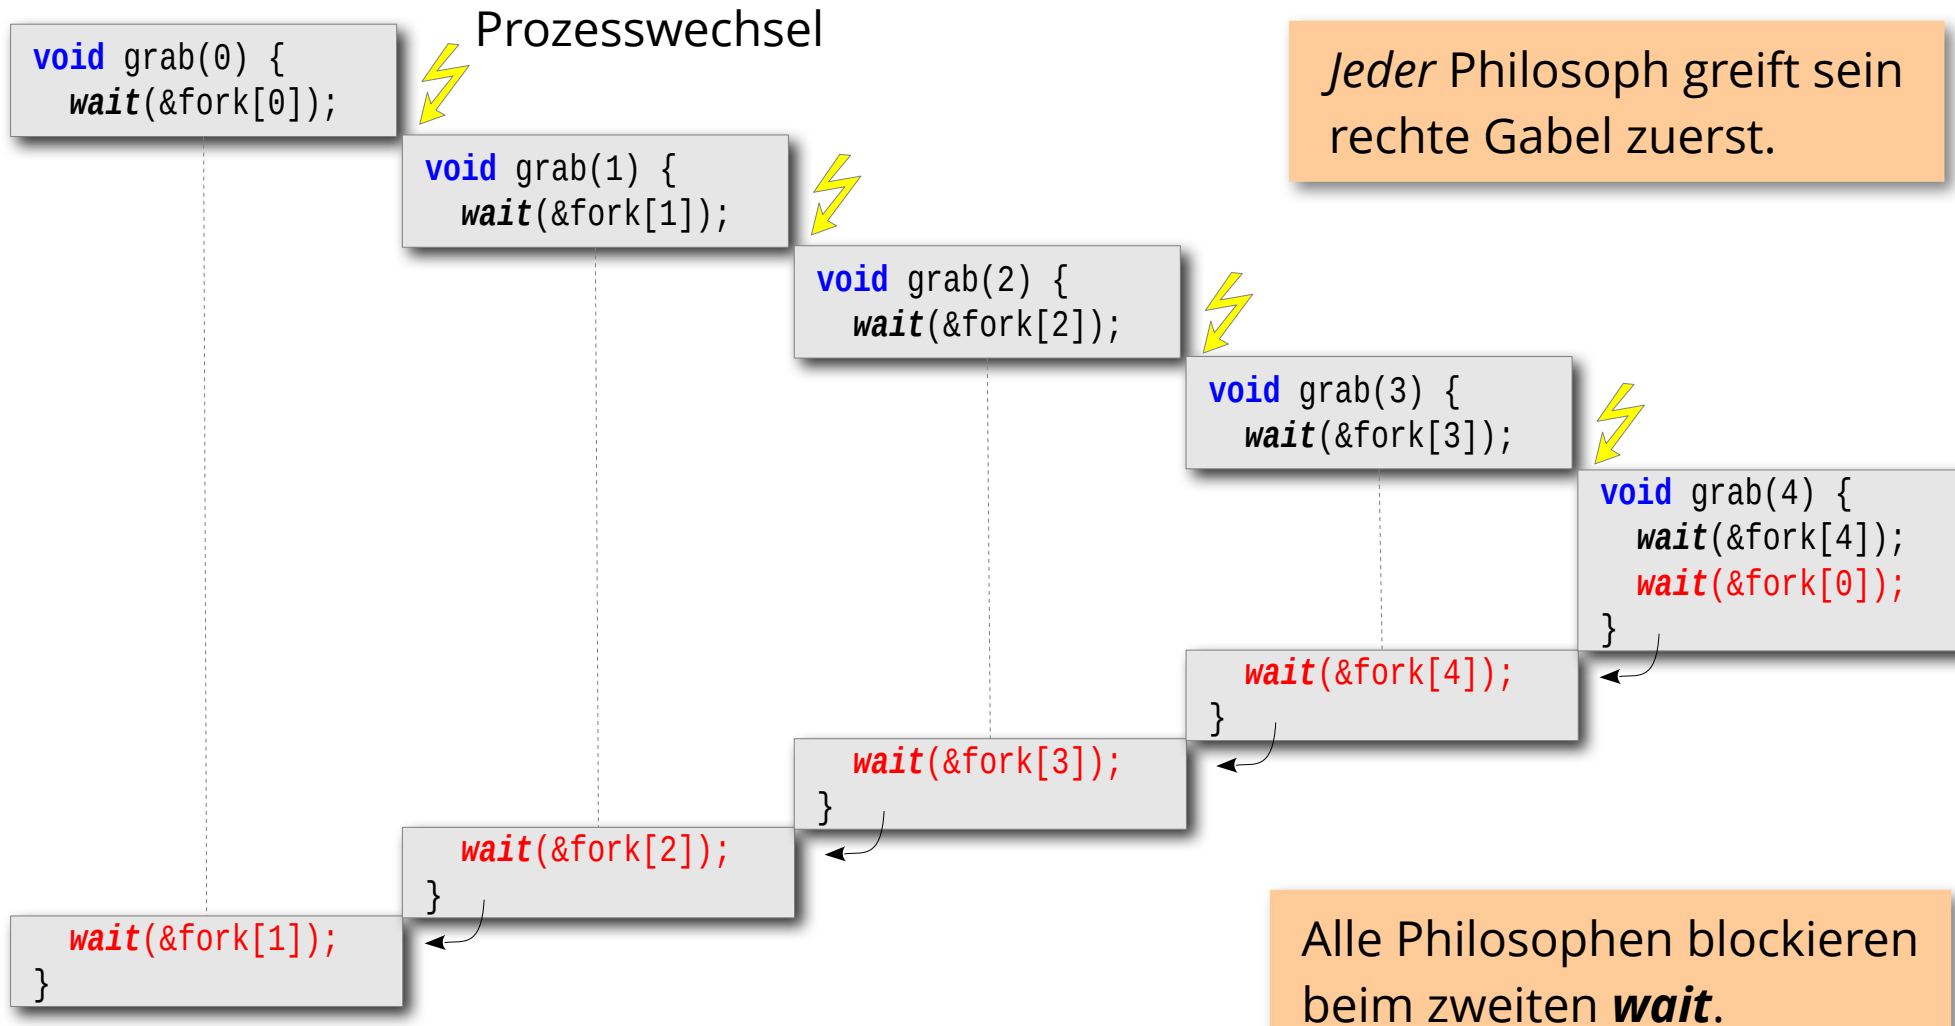 Prozesswechsel
void grab(0) {
wait(&fork[0]);
Jeder Philosoph greift sein
rechte Gabel zuerst.
void grab(1) {
wait(&fork[1]);
void grab(2) {
wait(&fork[2]);
void grab(3) {
wait(&fork[3]);
void grab(4) {
wait(&fork[4]);
wait(&fork[0]);
}
wait(&fork[4]);
}
wait(&fork[3]);
}
wait(&fork[2]);
}
wait(&fork[1]);
}
Alle Philosophen blockieren
beim zweiten wait.